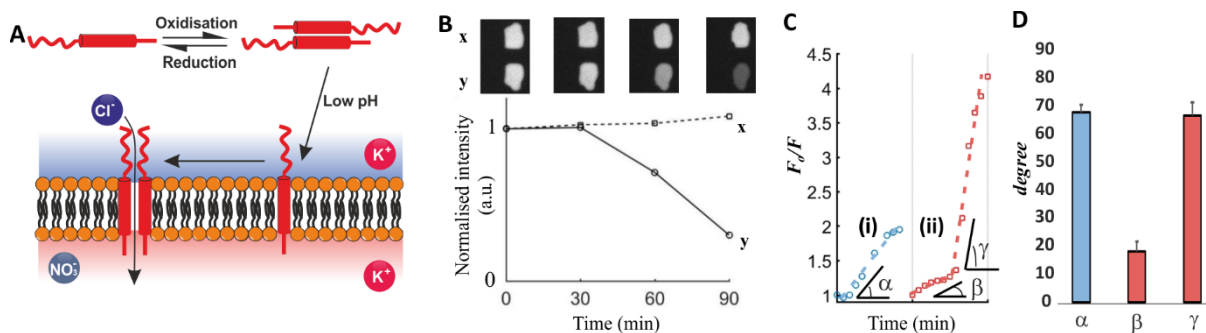 A
Oxidisation
Reduction
Low pH
Cl-
K+
NO3-
K+
B
x
y
Normalised intensity
(a.u.)
1
0
x
y
0
30
60
90
Time (min)
C
Fo/F
4.5
4
3.5
3
2.5
2
1.5
1
(i)
(ii)
α
β
γ
Time (min)
D
degree
90
80
70
60
50
40
30
20
10
0
α
β
γ